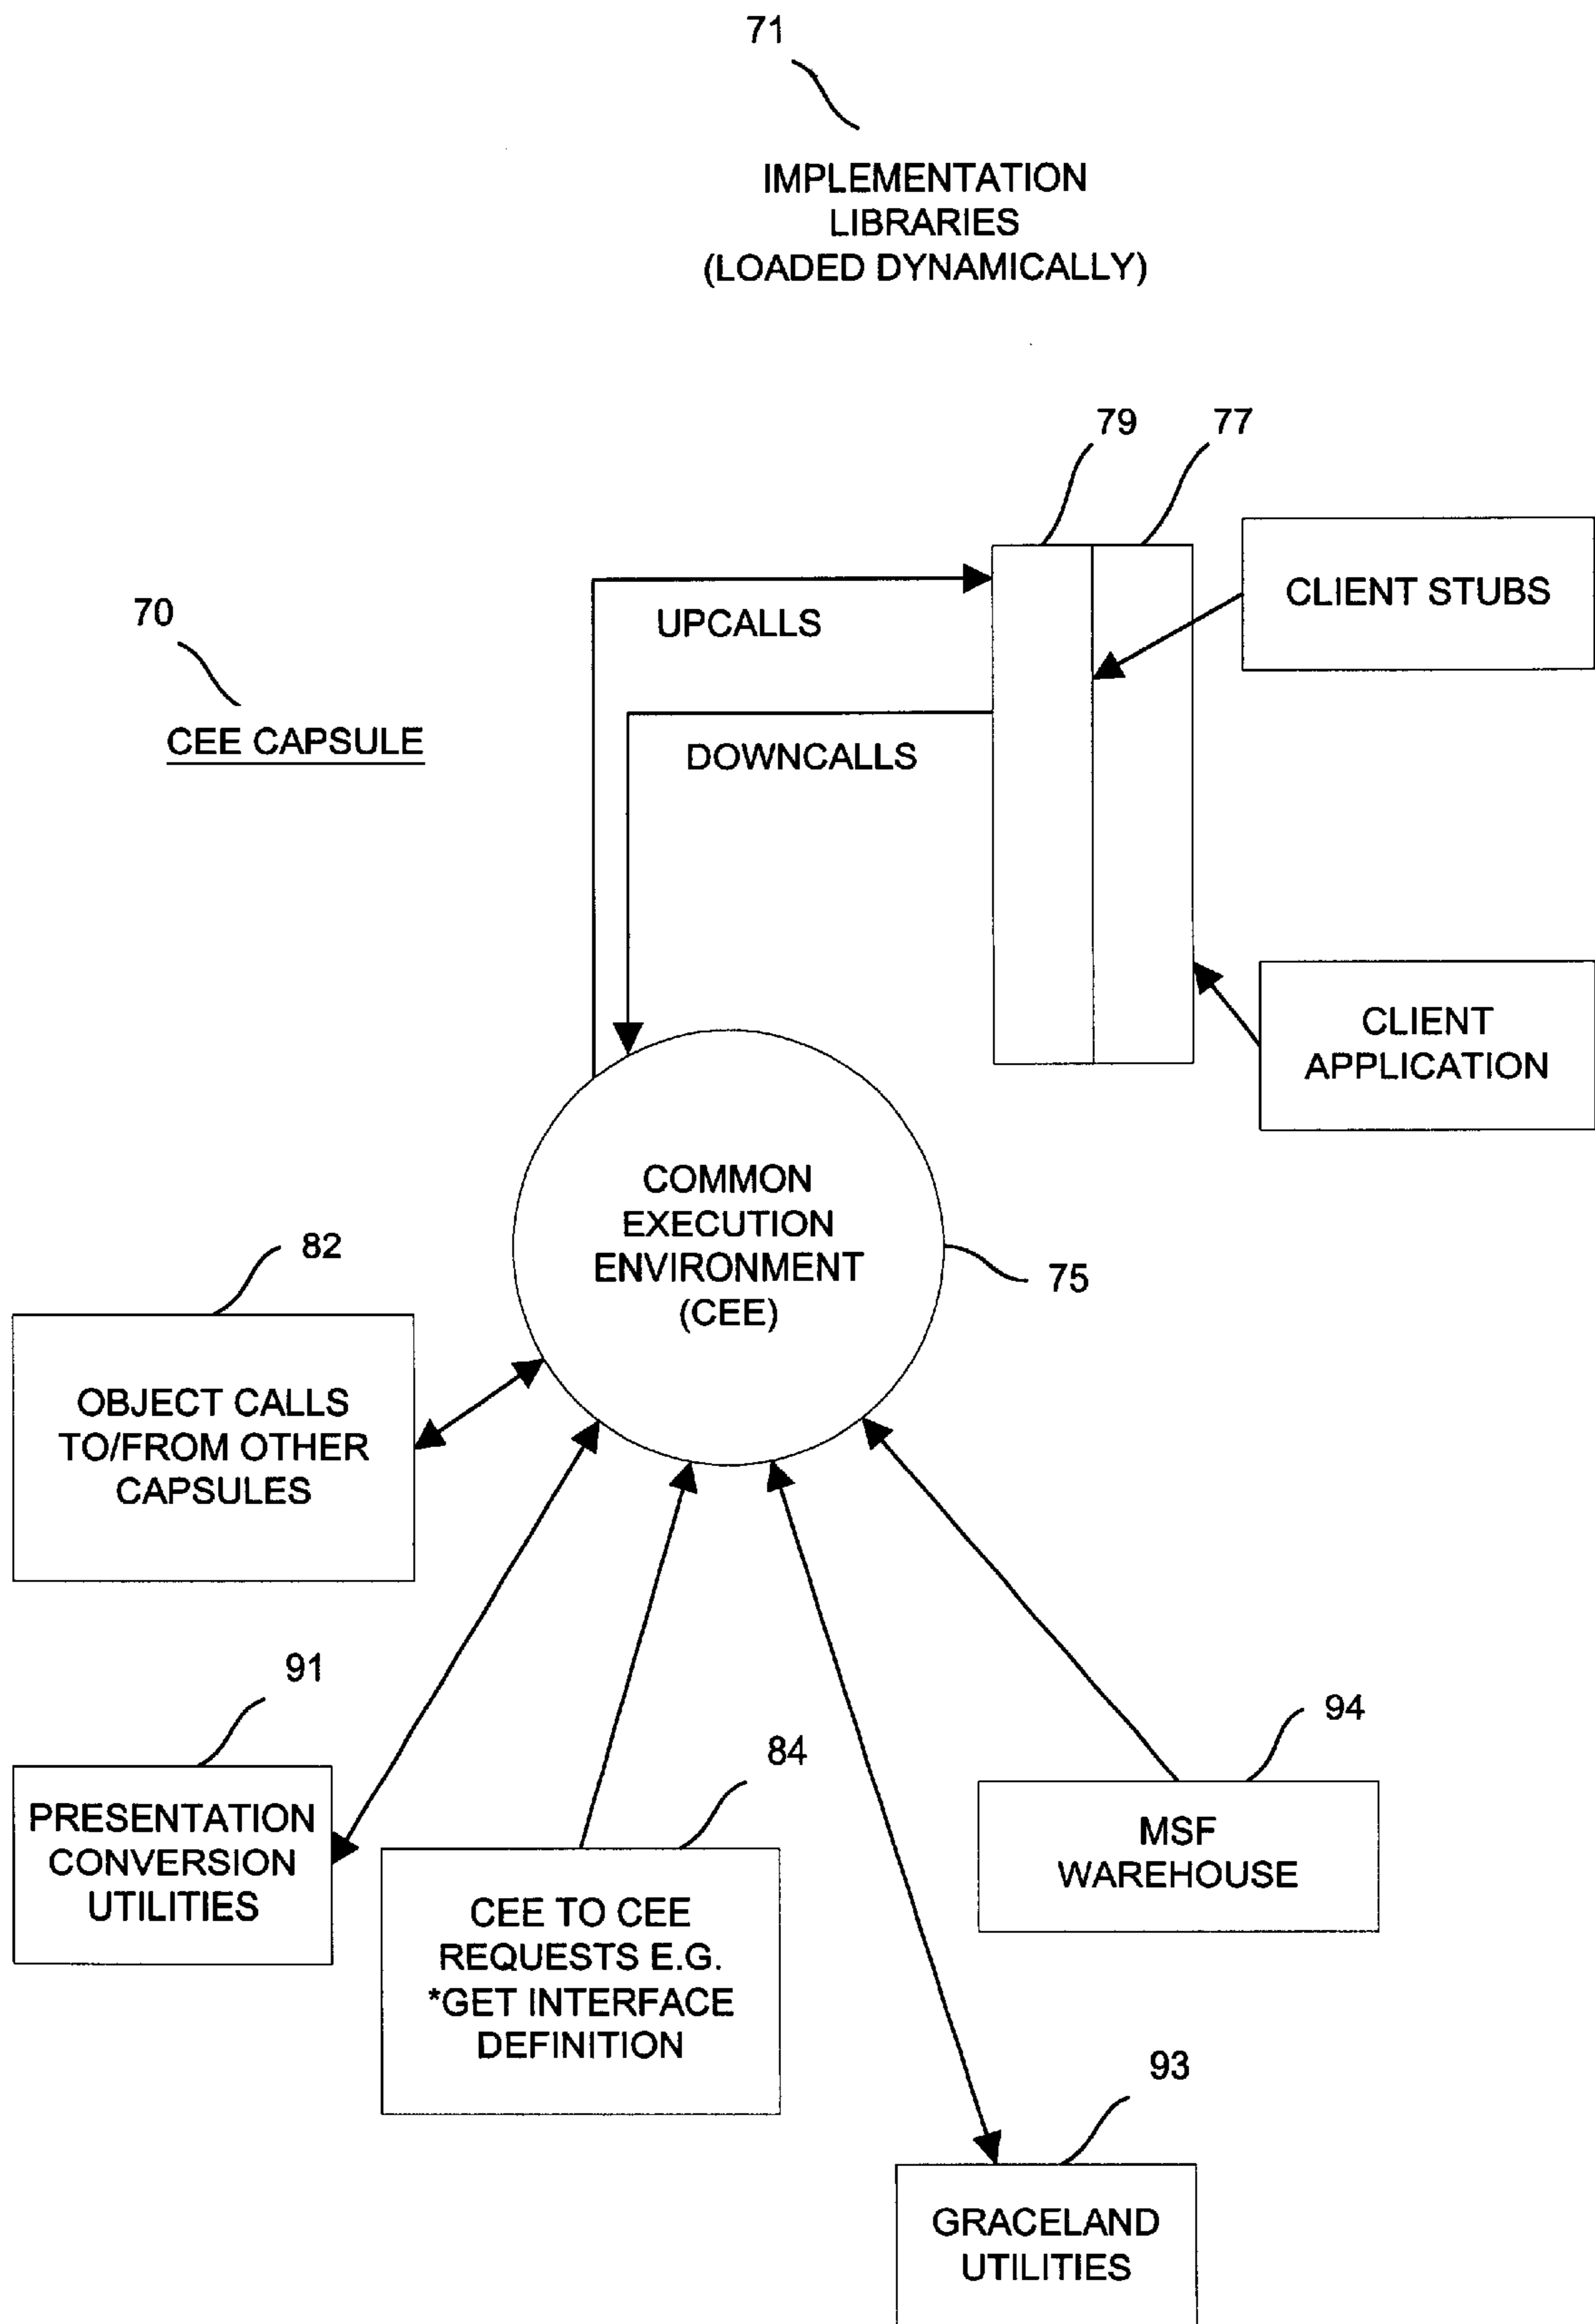 71
IMPLEMENTATION
LIBRARIES
(LOADED DYNAMICALLY)
79
77
CLIENT STUBS
UPCALLS
70
CEE CAPSULE
DOWNCALLS
CLIENT
APPLICATION
COMMON
EXECUTION
ENVIRONMENT
(CEE)
75
82
OBJECT CALLS
TO/FROM OTHER
CAPSULES
91
PRESENTATION
CONVERSION
UTILITIES
84
CEE TO CEE
REQUESTS E.G.
*GET INTERFACE
DEFINITION
94
MSF
WAREHOUSE
93
GRACELAND
UTILITIES